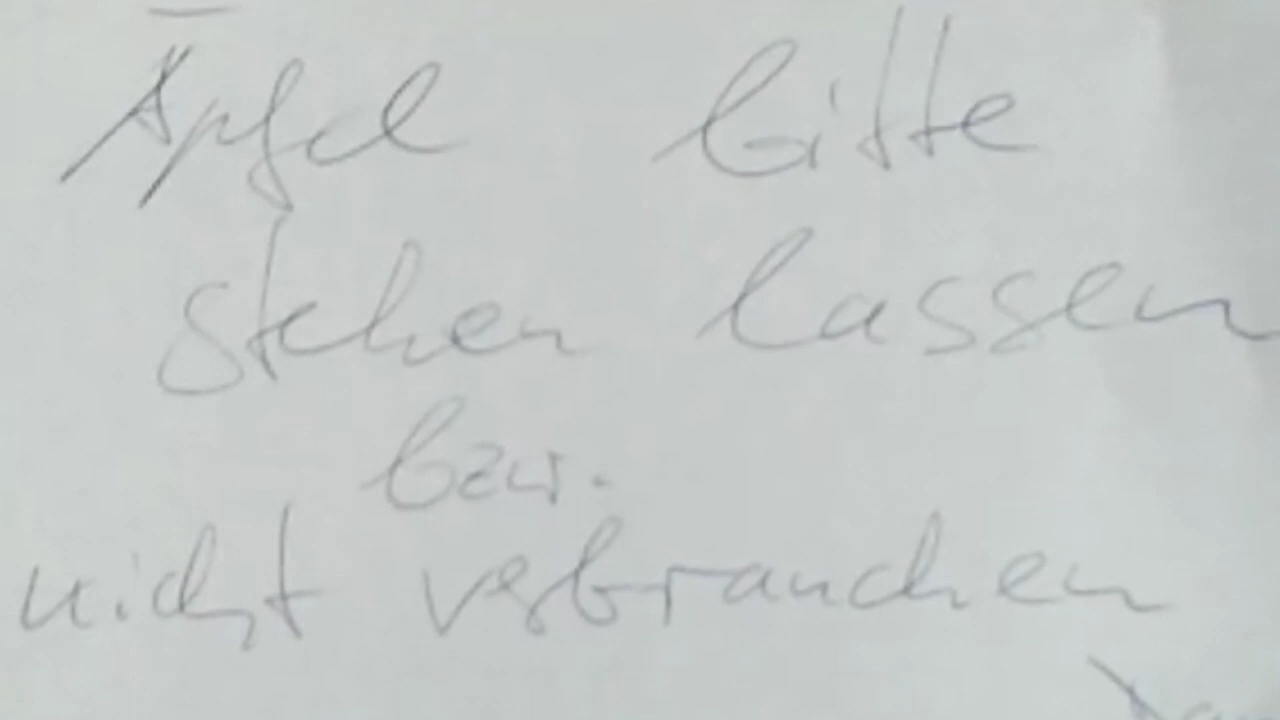 Äpfel bitte
stehen lassen
bzw.
nicht verbrauchen